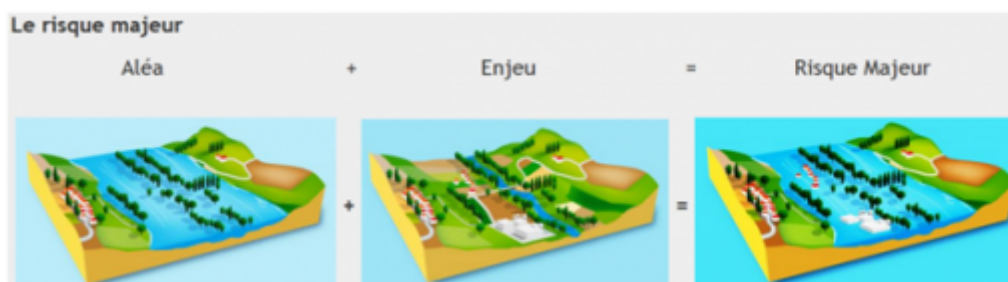 Le risque majeur
Aléa + Enjeu = Risque Majeur
+ =